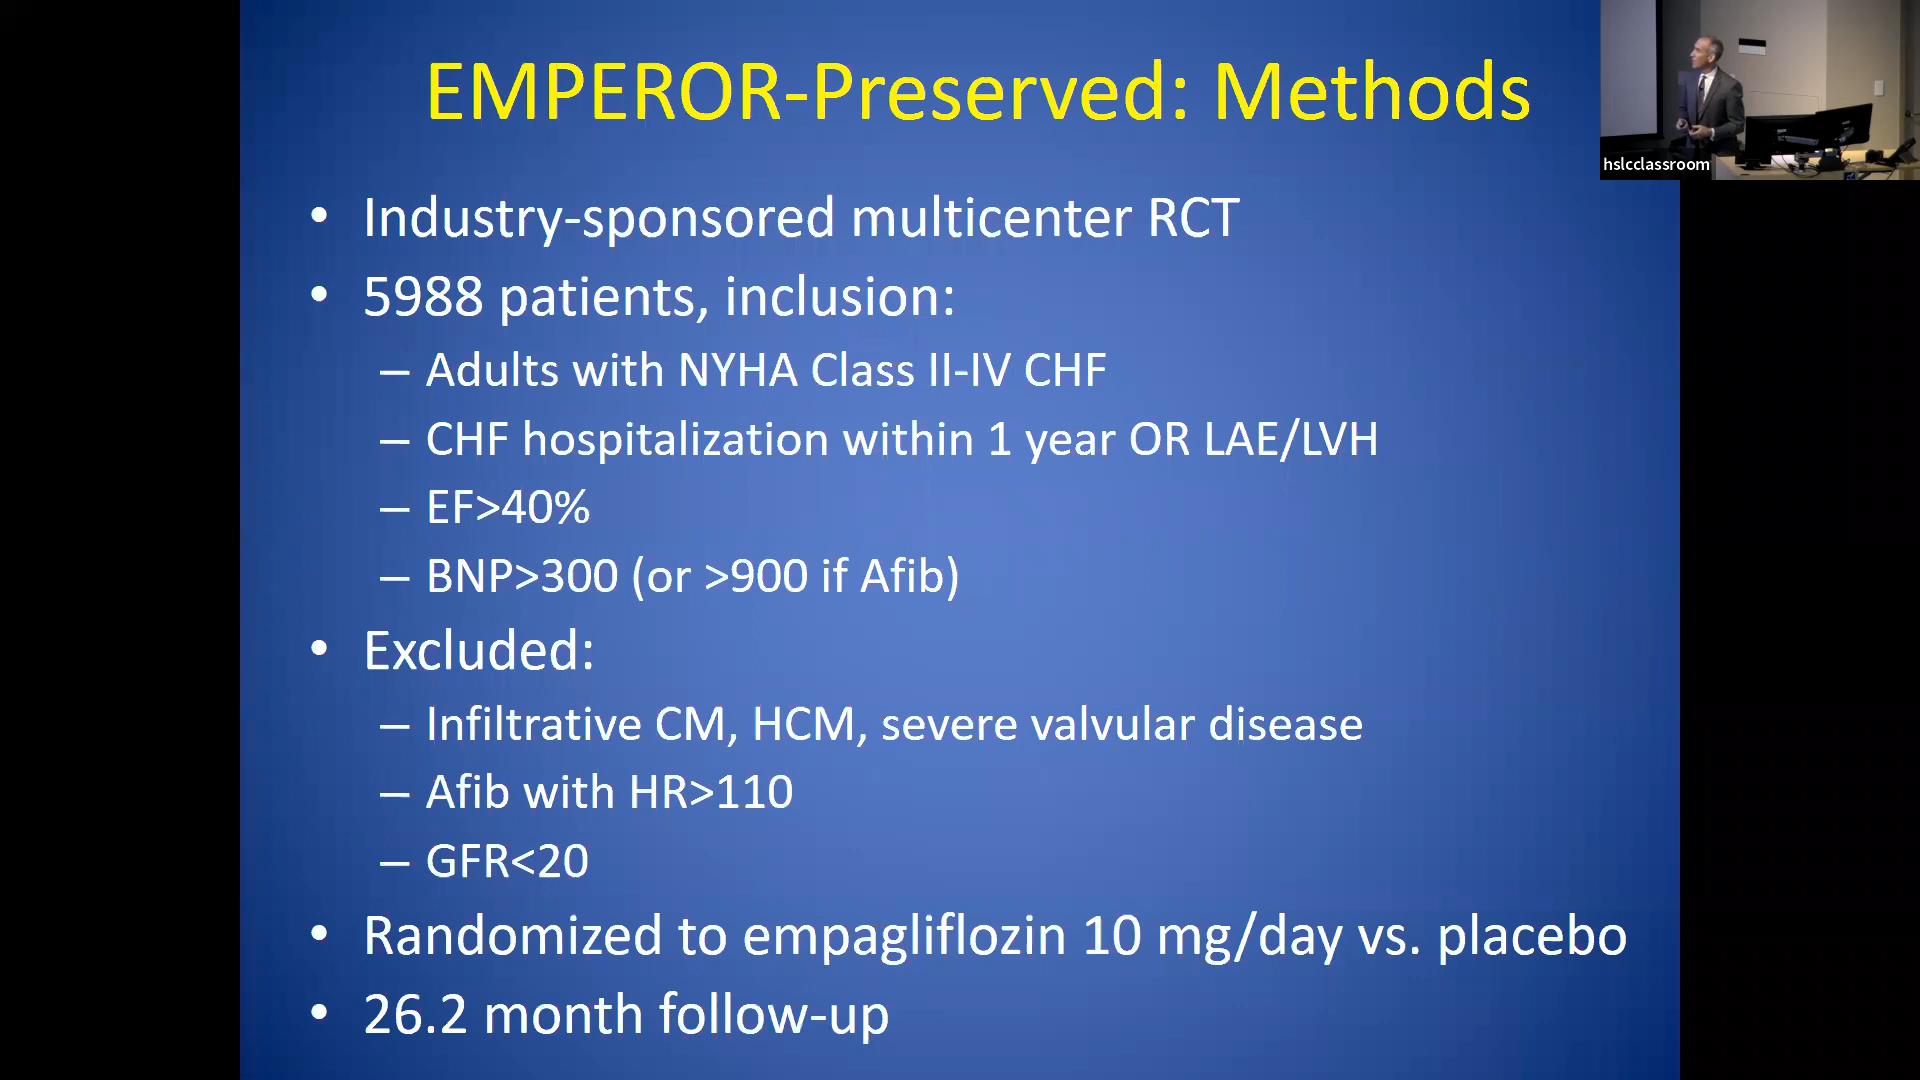 EMPEROR-Preserved: Methods
hslcclassroom
• Industry-sponsored multicenter RCT
• 5988 patients, inclusion:
– Adults with NYHA Class II-IV CHF
– CHF hospitalization within 1 year OR LAE/LVH
– EF>40%
– BNP>300 (or >900 if Afib)
• Excluded:
– Infiltrative CM, HCM, severe valvular disease
– Afib with HR>110
– GFR<20
• Randomized to empagliflozin 10 mg/day vs. placebo
• 26.2 month follow-up